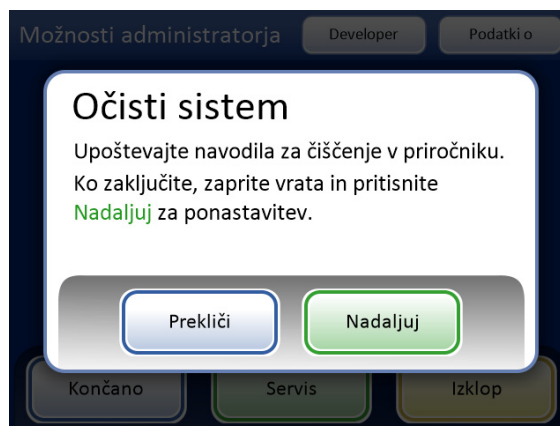 Možnosti administratorja
Developer
Podatki o
Očisti sistem
Upoštevajte navodila za čiščenje v priročniku.
Ko zaključite, zaprite vrata in pritisnite
Nadaljuj za ponastavitev.
Prekliči
Nadaljuj
Končano
Servis
Izklop